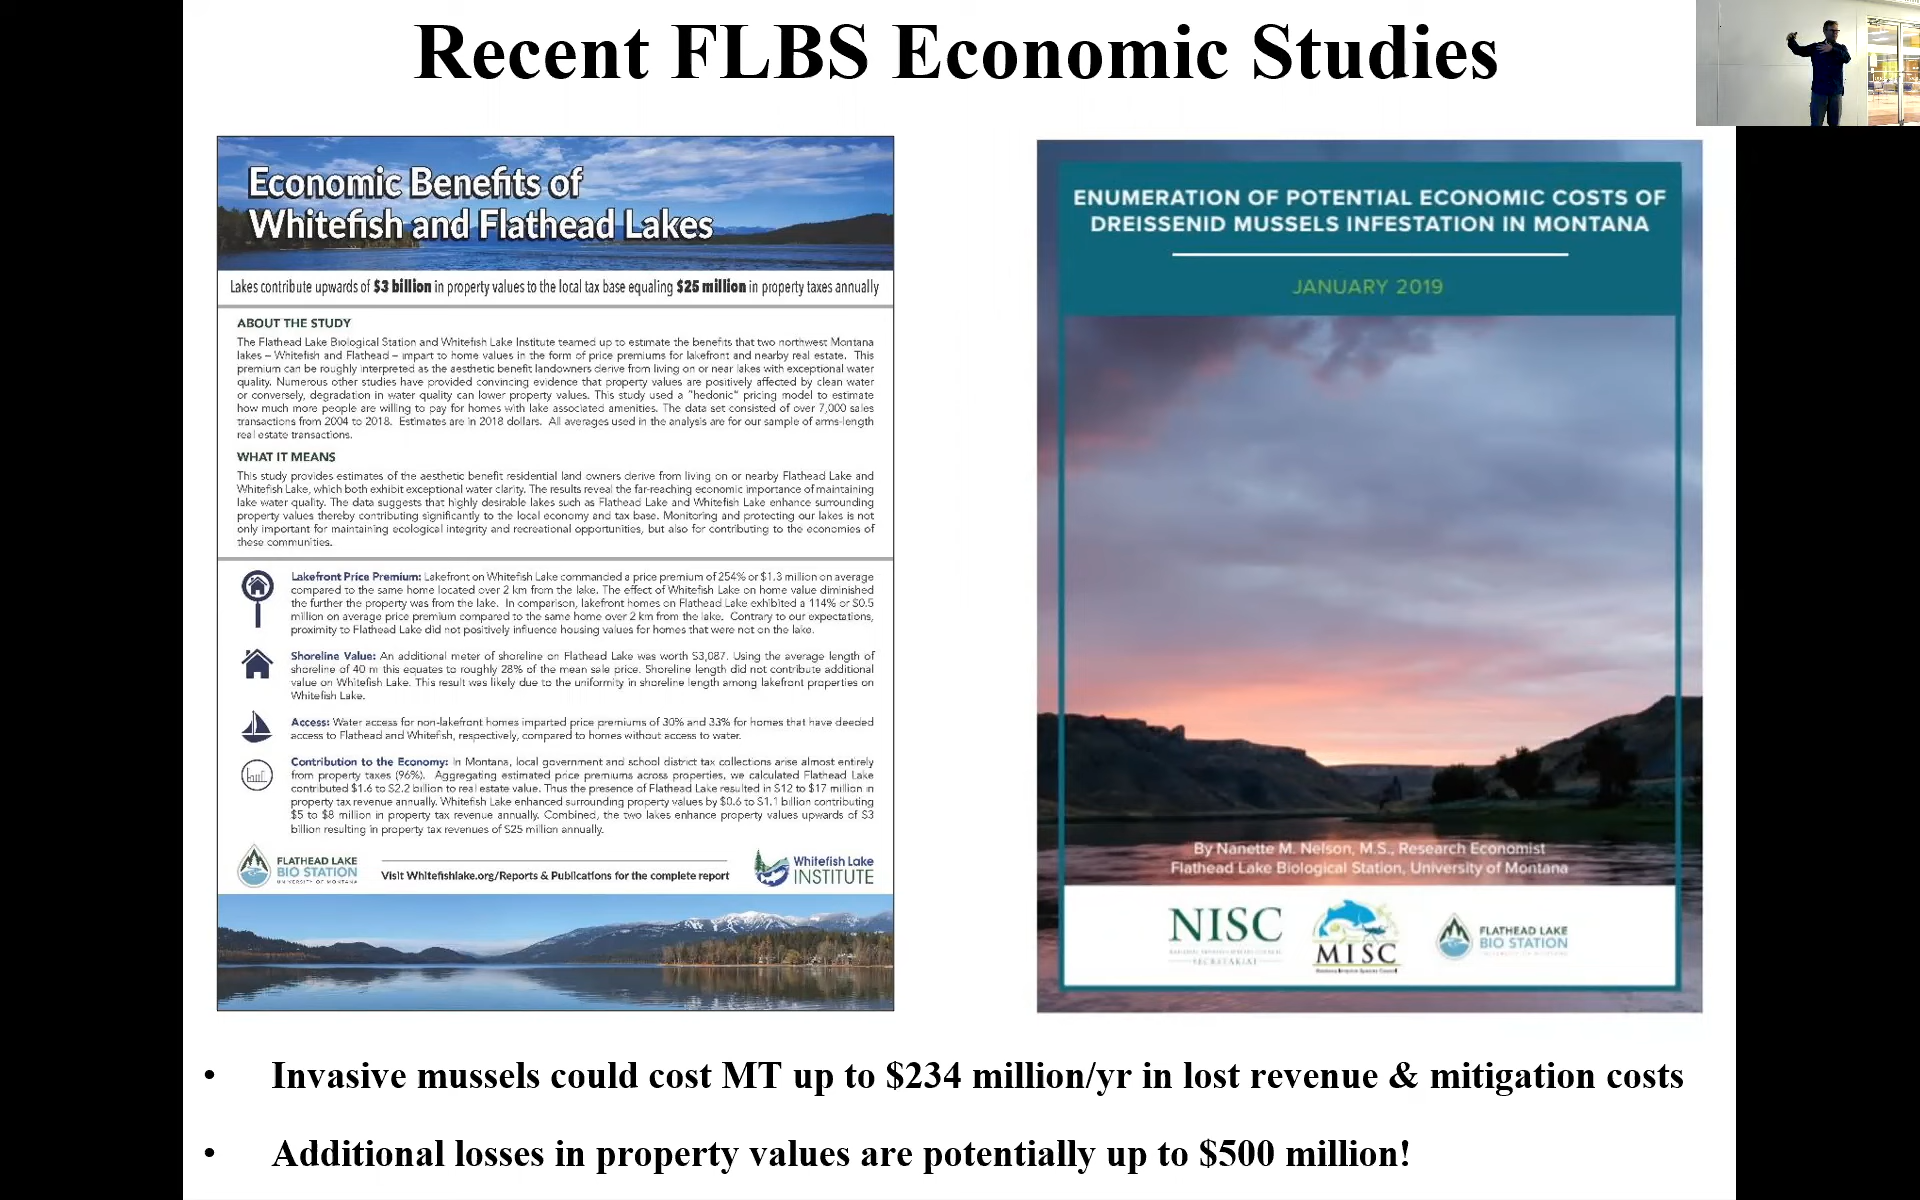 Recent FLBS Economic Studies
Economic Benefits of
Whitefish and Flathead Lakes
Lakes contribute upwards of $3 billion in property values to the local tax base equaling $25 million in property taxes annually
ABOUT THE STUDY
The Flathead Lake Biological Station and Whitefish Lake Institute teamed up to estimate the benefits that two northwest Montana
lakes – Whitefish and Flathead – impart to home values in the form of price premiums for lakefront and nearby real estate. This
premium can be roughly interpreted as the aesthetic benefit landowners derive from living on or near lakes with exceptional water
quality. Numerous other studies have provided convincing evidence that property values are positively affected by clean water
or conversely, degradation in water quality can lower property values. This study used a "hedonic" pricing model to estimate
how much more people are willing to pay for homes with lake associated amenities. The data set consisted of over 7,000 sales
transactions from 2004 to 2018. Estimates are in 2018 dollars. All averages used in the analysis are for our sample of arms-length
real estate transactions.
WHAT IT MEANS
This study provides estimates of the aesthetic benefit residential land owners derive from living on or nearby Flathead Lake and
Whitefish Lake, which both exhibit exceptional water clarity. The results reveal the far-reaching economic importance of maintaining
lake water quality. The data suggests that highly desirable lakes such as Flathead Lake and Whitefish Lake enhance surrounding
property values thereby contributing significantly to the local economy and tax base. Monitoring and protecting our lakes is not
only important for maintaining ecological integrity and recreational opportunities, but also for contributing to the economies of
these communities.
Lakefront Price Premium: Lakefront on Whitefish Lake commanded a price premium of 254% or $1.3 million on average
compared to the same home located over 2 km from the lake. The effect of Whitefish Lake on home value diminished
the further the property was from the lake. In comparison, lakefront homes on Flathead Lake exhibited a 114% or $0.5
million on average price premium compared to the same home over 2 km from the lake. Contrary to our expectations,
proximity to Flathead Lake did not positively influence housing values for homes that were not on the lake.
Shoreline Value: An additional meter of shoreline on Flathead Lake was worth $3,087. Using the average length of
shoreline of 40 m this equates to roughly 28% of the mean sale price. Shoreline length did not contribute additional
value on Whitefish Lake. This result was likely due to the uniformity in shoreline length among lakefront properties on
Whitefish Lake.
Access: Water access for non-lakefront homes imparted price premiums of 30% and 33% for homes that have deeded
access to Flathead and Whitefish, respectively, compared to homes without access to water.
Contribution to the Economy: In Montana, local government and school district tax collections arise almost entirely
from property taxes (96%). Aggregating estimated price premiums across properties, we calculated Flathead Lake
contributed $1.6 to $2.2 billion to real estate value. Thus the presence of Flathead Lake resulted in $12 to $17 million in
property tax revenue annually. Whitefish Lake enhanced surrounding property values by $0.6 to $1.1 billion contributing
$5 to $8 million in property tax revenue annually. Combined, the two lakes enhance property values upwards of $3
billion resulting in property tax revenues of $25 million annually.
FLATHEAD LAKE
BIO STATION
UNIVERSITY OF MONTANA
Visit Whitefishlake.org/Reports & Publications for the complete report
Whitefish Lake
INSTITUTE
ENUMERATION OF POTENTIAL ECONOMIC COSTS OF
DREISSENID MUSSELS INFESTATION IN MONTANA
JANUARY 2019
By Nanette M. Nelson, M.S., Research Economist
Flathead Lake Biological Station, University of Montana
NISC
SECRETARIAT
MISC
Montana Invasive Species Council
FLATHEAD LAKE
BIO STATION
• Invasive mussels could cost MT up to $234 million/yr in lost revenue & mitigation costs
• Additional losses in property values are potentially up to $500 million!